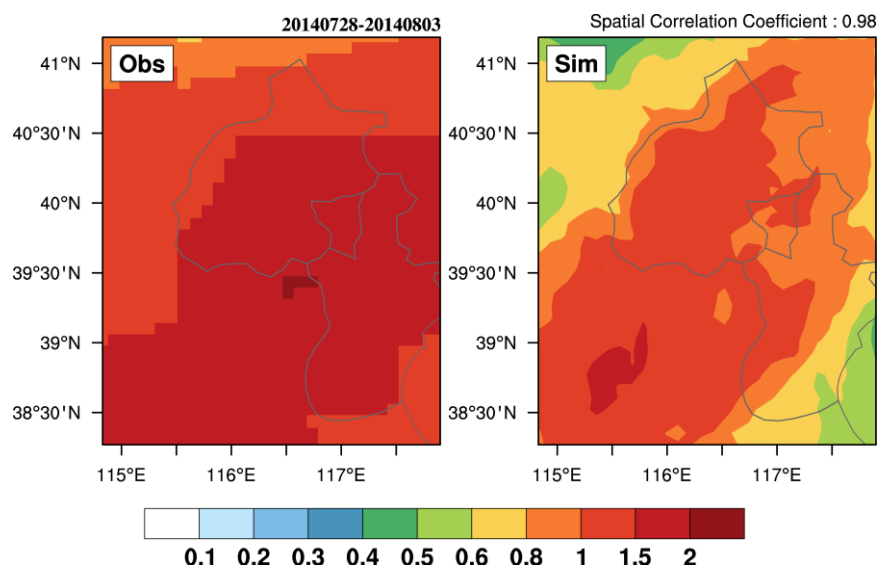 20140728-20140803
Spatial Correlation Coefficient : 0.98
Obs
Sim
41°N
40°30'N
40°N
39°30'N
39°N
38°30'N
115°E 116°E 117°E
41°N
40°30'N
40°N
39°30'N
39°N
38°30'N
115°E 116°E 117°E
0.1 0.2 0.3 0.4 0.5 0.6 0.8 1 1.5 2